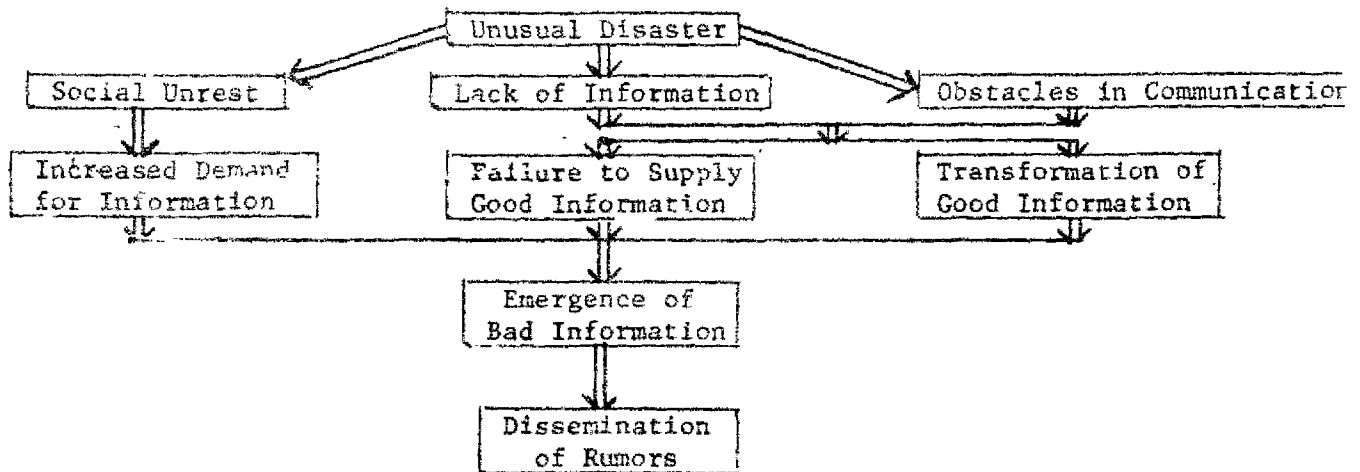 Unusual Disaster
Social Unrest
Lack of Information
Obstacles in Communication
Increased Demand
for Information
Failure to Supply
Good Information
Transformation of
Good Information
Emergence of
Bad Information
Dissemination
of Rumors